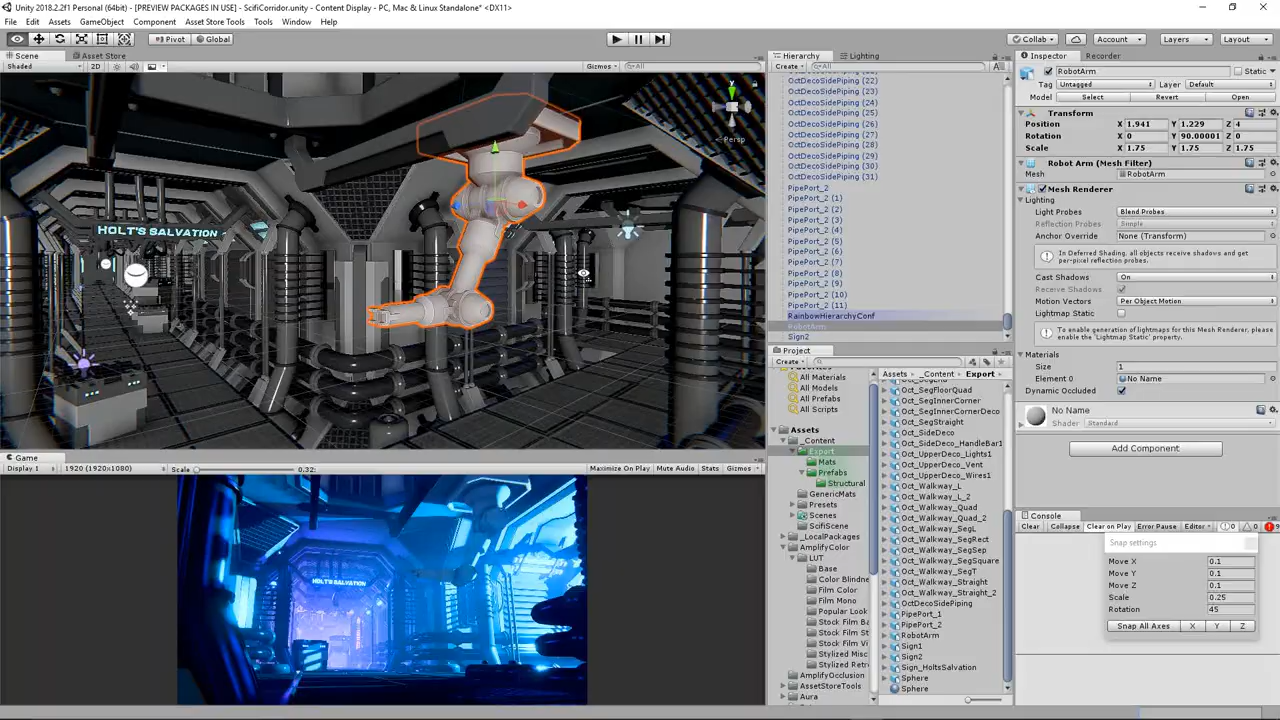 Unity 2018.2.2f1 Personal (64bit) - [PREVIEW PACKAGES IN USE] - ScifiCorridor.unity - Content Display - PC, Mac & Linux Standalone* <DX11>
File Edit Assets GameObject Component Asset Store Tools Tools Window Help
Pivot Global Collab Account Layers Layout
Scene Asset Store
Shaded 2D Gizmos All
Persp
HOLT'S SALVATION
Game
Display 1 1920 (1920x1080) Scale 0.32: Maximize On Play Mute Audio Stats Gizmos
HOLT'S SALVATION
Hierarchy Lighting
Create All
OctDecoSidePiping (22)
OctDecoSidePiping (23)
OctDecoSidePiping (24)
OctDecoSidePiping (25)
OctDecoSidePiping (26)
OctDecoSidePiping (27)
OctDecoSidePiping (28)
OctDecoSidePiping (29)
OctDecoSidePiping (30)
OctDecoSidePiping (31)
PipePort_2
PipePort_2 (1)
PipePort_2 (2)
PipePort_2 (3)
PipePort_2 (4)
PipePort_2 (5)
PipePort_2 (6)
PipePort_2 (7)
PipePort_2 (8)
PipePort_2 (9)
PipePort_2 (10)
PipePort_2 (11)
RainbowHierarchyConf
RobotArm
Sign2
Project
Create
All Materials
All Models
All Prefabs
All Scripts
Assets
_Content
Export
Mats
Prefabs
Structural
GenericMats
Presets
Scenes
ScifiScene
_LocalPackages
AmplifyColor
LUT
Base
Color Blindne
Film Color
Film Mono
Popular Look
Stock Film Ba
Stock Film St
Stock Film Vi
Stylized Misc
Stylized Retr
AmplifyOcclusion
AssetStoreTools
Aura
Assets _Content Export
Oct_SegFloorQuad
Oct_SegInnerCorner
Oct_SegInnerCornerDeco
Oct_SegStraight
Oct_SideDeco
Oct_SideDeco_HandleBar1
Oct_UpperDeco_Lights1
Oct_UpperDeco_Vent
Oct_UpperDeco_Wires1
Oct_Walkway_L
Oct_Walkway_L_2
Oct_Walkway_Quad
Oct_Walkway_Quad_2
Oct_Walkway_SegL
Oct_Walkway_SegRect
Oct_Walkway_SegSep
Oct_Walkway_SegSquare
Oct_Walkway_SegT
Oct_Walkway_Straight
Oct_Walkway_Straight_2
OctDecoSidePiping
PipePort_1
PipePort_2
RobotArm
Sign1
Sign2
Sign_HoltsSalvation
Sphere
Sphere
Inspector Recorder
RobotArm Static
Tag Untagged Layer Default
Model Select Revert Open
Transform
Position X 1.941 Y 1.229 Z 4
Rotation X 0 Y 90.00001 Z 0
Scale X 1.75 Y 1.75 Z 1.75
Robot Arm (Mesh Filter)
Mesh RobotArm
Mesh Renderer
Lighting
Light Probes Blend Probes
Reflection Probes Simple
Anchor Override None (Transform)
In Deferred Shading, all objects receive shadows and get
per-pixel reflection probes.
Cast Shadows On
Receive Shadows
Motion Vectors Per Object Motion
Lightmap Static
To enable generation of lightmaps for this Mesh Renderer, please
enable the 'Lightmap Static' property.
Materials
Size 1
Element 0 No Name
Dynamic Occluded
No Name
Shader Standard
Add Component
Console
Clear Collapse Clear on Play Error Pause Editor 0 0
Snap settings
Move X 0.1
Move Y 0.1
Move Z 0.1
Scale 0.25
Rotation 45
Snap All Axes X Y Z